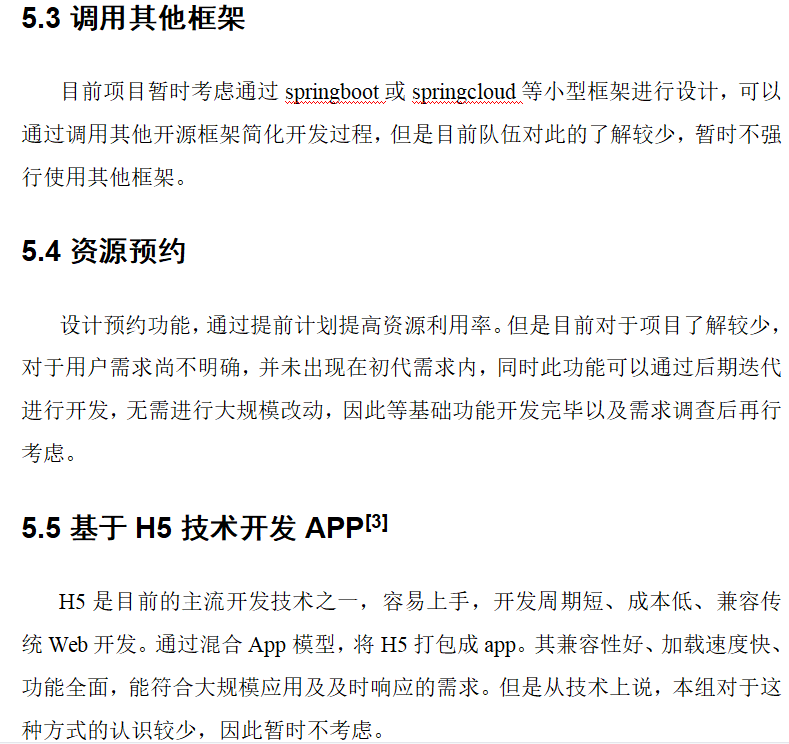 5.3 调用其他框架
目前项目暂时考虑通过 springboot 或 springcloud 等小型框架进行设计，可以
通过调用其他开源框架简化开发过程，但是目前队伍对此的了解较少，暂时不强
行使用其他框架。
5.4 资源预约
设计预约功能，通过提前计划提高资源利用率。但是目前对于项目了解较少，
对于用户需求尚不明确，并未出现在初代需求内，同时此功能可以通过后期迭代
进行开发，无需进行大规模改动，因此等基础功能开发完毕以及需求调查后再行
考虑。
5.5 基于 H5 技术开发 APP[3]
H5 是目前的主流开发技术之一，容易上手，开发周期短、成本低、兼容传
统 Web 开发。通过混合 App 模型，将 H5 打包成 app。其兼容性好、加载速度快、
功能全面，能符合大规模应用及及时响应的需求。但是从技术上说，本组对于这
种方式的认识较少，因此暂时不考虑。